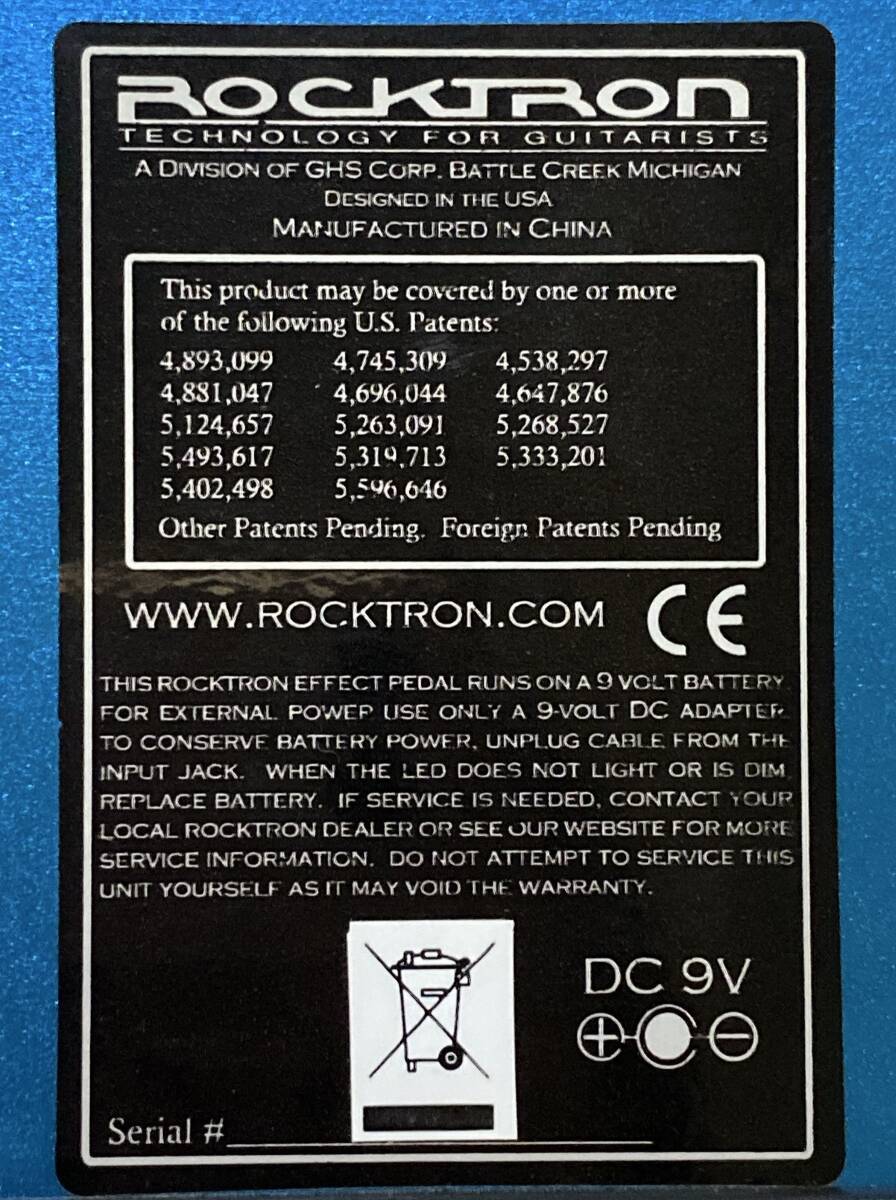 ROCKTRON
TECHNOLOGY FOR GUITARISTS
A DIVISION OF GHS CORP. BATTLE CREEK MICHIGAN
DESIGNED IN THE USA
MANUFACTURED IN CHINA
This product may be covered by one or more
of the following U.S. Patents:
4,893,099 4,745,309 4,538,297
4,881,047 4,696,044 4,647,876
5,124,657 5,263,091 5,268,527
5,493,617 5,319,713 5,333,201
5,402,498 5,596,646
Other Patents Pending. Foreign Patents Pending
WWW.ROCKTRON.COM CE
THIS ROCKTRON EFFECT PEDAL RUNS ON A 9 VOLT BATTERY
FOR EXTERNAL POWER USE ONLY A 9-VOLT DC ADAPTER
TO CONSERVE BATTERY POWER, UNPLUG CABLE FROM THE
INPUT JACK. WHEN THE LED DOES NOT LIGHT OR IS DIM
REPLACE BATTERY. IF SERVICE IS NEEDED, CONTACT YOUR
LOCAL ROCKTRON DEALER OR SEE OUR WEBSITE FOR MORE
SERVICE INFORMATION. DO NOT ATTEMPT TO SERVICE THIS
UNIT YOURSELF AS IT MAY VOID THE WARRANTY.
DC 9V
Serial #